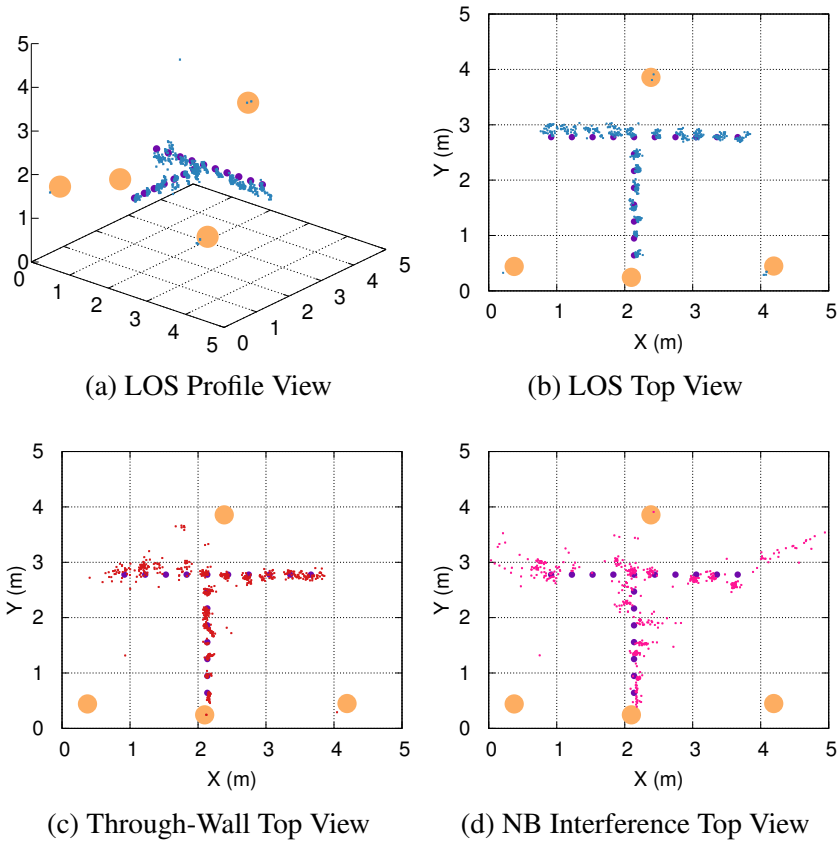 5
4
3
2
1
0
0
1
2
3
4
5
0
1
2
3
4
5
(a) LOS Profile View
5
4
3
2
1
0
Y (m)
0 1 2 3 4 5
X (m)
(b) LOS Top View
5
4
3
2
1
0
Y (m)
0 1 2 3 4 5
X (m)
(c) Through-Wall Top View
5
4
3
2
1
0
Y (m)
0 1 2 3 4 5
X (m)
(d) NB Interference Top View